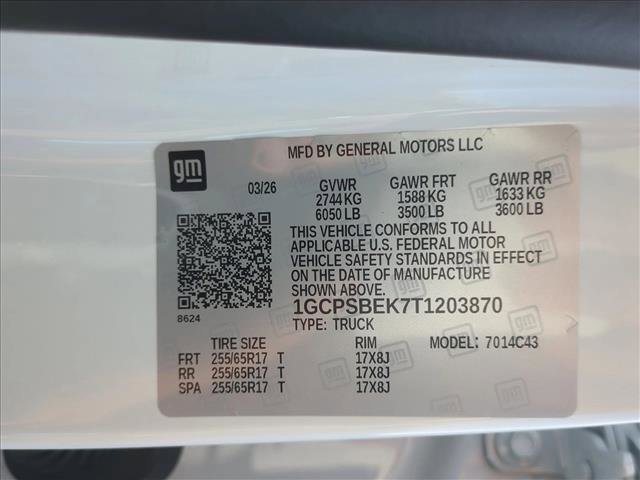 gm
MFD BY GENERAL MOTORS LLC
03/26 GVWR GAWR FRT GAWR RR
2744 KG 1588 KG 1633 KG
6050 LB 3500 LB 3600 LB
THIS VEHICLE CONFORMS TO ALL
APPLICABLE U.S. FEDERAL MOTOR
VEHICLE SAFETY STANDARDS IN EFFECT
ON THE DATE OF MANUFACTURE
SHOWN ABOVE.
1GCPSBEK7T1203870
8624
TYPE: TRUCK
TIRE SIZE RIM MODEL: 7014C43
FRT 255/65R17 T 17X8J
RR 255/65R17 T 17X8J
SPA 255/65R17 T 17X8J